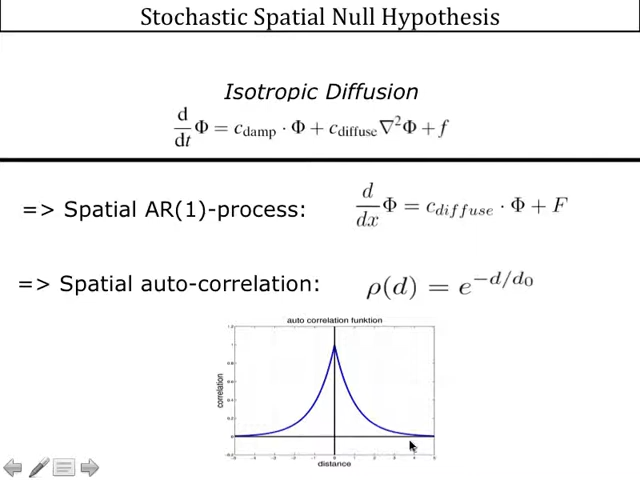 Stochastic Spatial Null Hypothesis
Isotropic Diffusion
d/dt Φ = c_damp · Φ + c_diffuse ∇²Φ + f
=> Spatial AR(1)-process: d/dx Φ = c_diffuse · Φ + F
=> Spatial auto-correlation: ρ(d) = e^{-d/d₀}
auto correlation funktion
correlation
distance